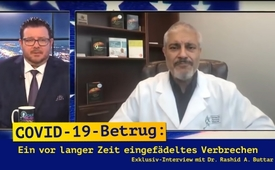 COVID-19-Betrug:
Ein vor langer Zeit eingefädeltes Verbrechen
Exklusiv-Interview mit Dr. Rashid A. Buttar